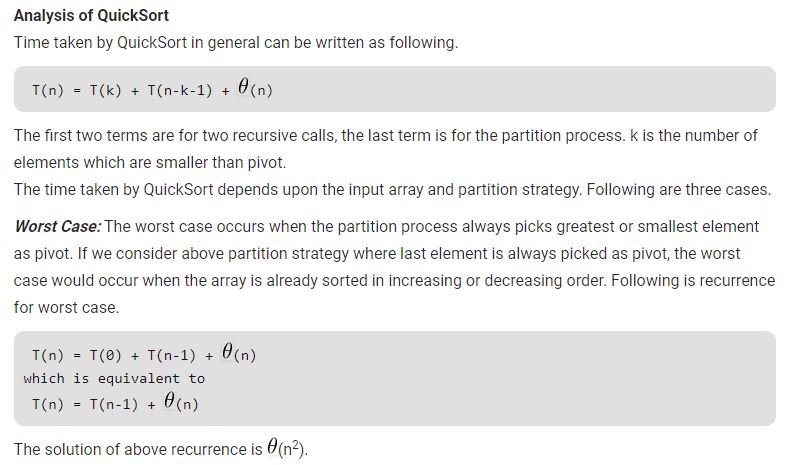 Analysis of QuickSort
Time taken by QuickSort in general can be written as following.
T(n) = T(k) + T(n-k-1) + θ(n)
The first two terms are for two recursive calls, the last term is for the partition process. k is the number of
elements which are smaller than pivot.
The time taken by QuickSort depends upon the input array and partition strategy. Following are three cases.
Worst Case: The worst case occurs when the partition process always picks greatest or smallest element
as pivot. If we consider above partition strategy where last element is always picked as pivot, the worst
case would occur when the array is already sorted in increasing or decreasing order. Following is recurrence
for worst case.
T(n) = T(0) + T(n-1) + θ(n)
which is equivalent to
T(n) = T(n-1) + θ(n)
The solution of above recurrence is θ(n²).